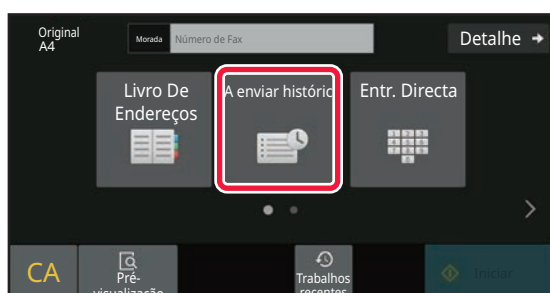 Original
A4
Morada
Número de Fax
Detalhe
Livro De
Endereços
A enviar históric
Entr. Directa
CA
Pré-
visualização
Trabalhos
recentes
Iniciar